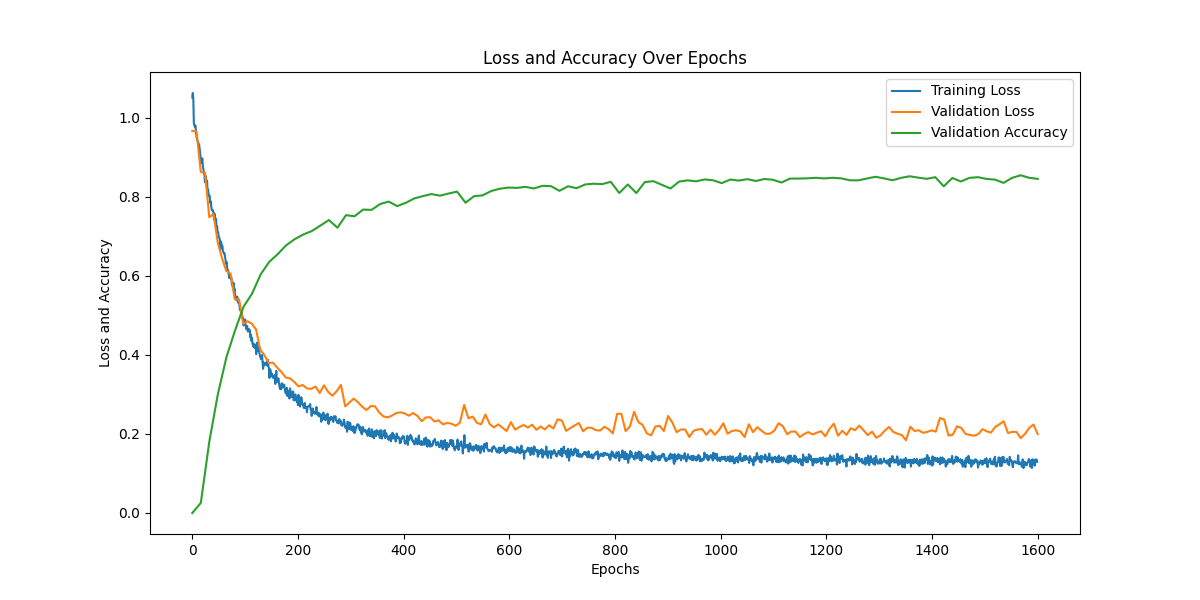 Loss and Accuracy Over Epochs
Training Loss
Validation Loss
Validation Accuracy
Loss and Accuracy
1.0
0.8
0.6
0.4
0.2
0.0
0 200 400 600 800 1000 1200 1400 1600
Epochs